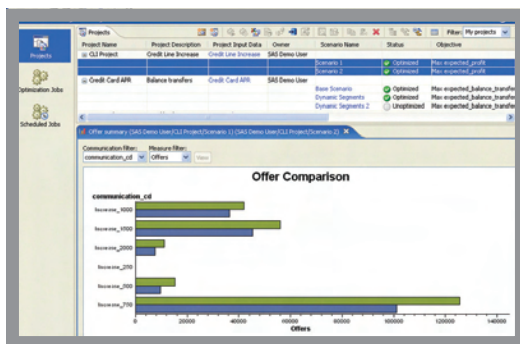 Projects
Filter: My projects
Project Name Project Description Project Input Data Owner Scenario Name Status Objective
CLI Project Credit Line Increase Credit Line Increase SAS Demo User
Scenario 1 Optimized Max expected_profit
Scenario 2 Optimized Max expected_profit
Credit Card APR Balance transfers Credit Card APR SAS Demo User
Base Scenario Optimized Max expected_balance_transfer
Dynamic Segments Optimized Max expected_balance_transfer
Dynamic Segments 2 Unoptimized Max expected_balance_transfer
Projects
Optimization Jobs
Scheduled Jobs
Offer summary (SAS Demo User/CLI Project/Scenario 1) (SAS Demo User/CLI Project/Scenario 2)
Communication filter: Measure filter:
communication_cd Offers View
Offer Comparison
communication_cd
Increase_1000
Increase_1500
Increase_2000
Increase_250
Increase_500
Increase_750
0 20000 40000 60000 80000 100000 120000 140000
Offers